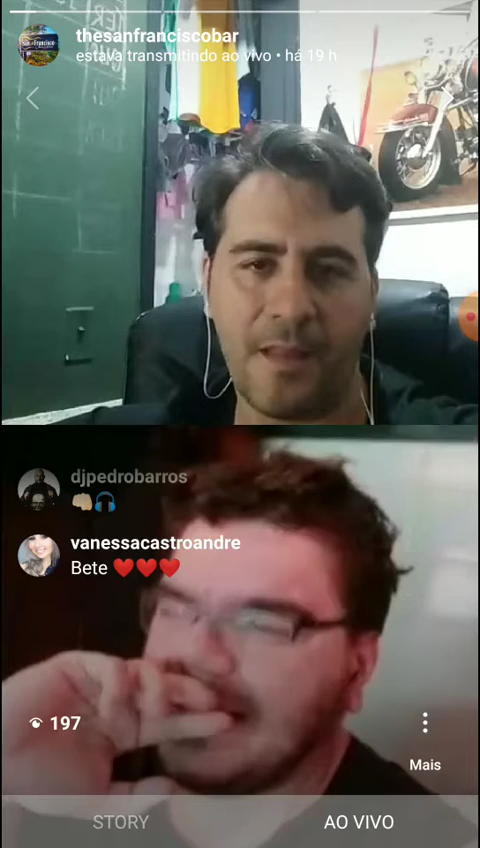 thesanfranciscobar
estava transmitindo ao vivo • há 19 h
djpedrobarros
👊🏼🎧
vanessacastroandre
Bete ❤️❤️❤️
197
Mais
STORY
AO VIVO